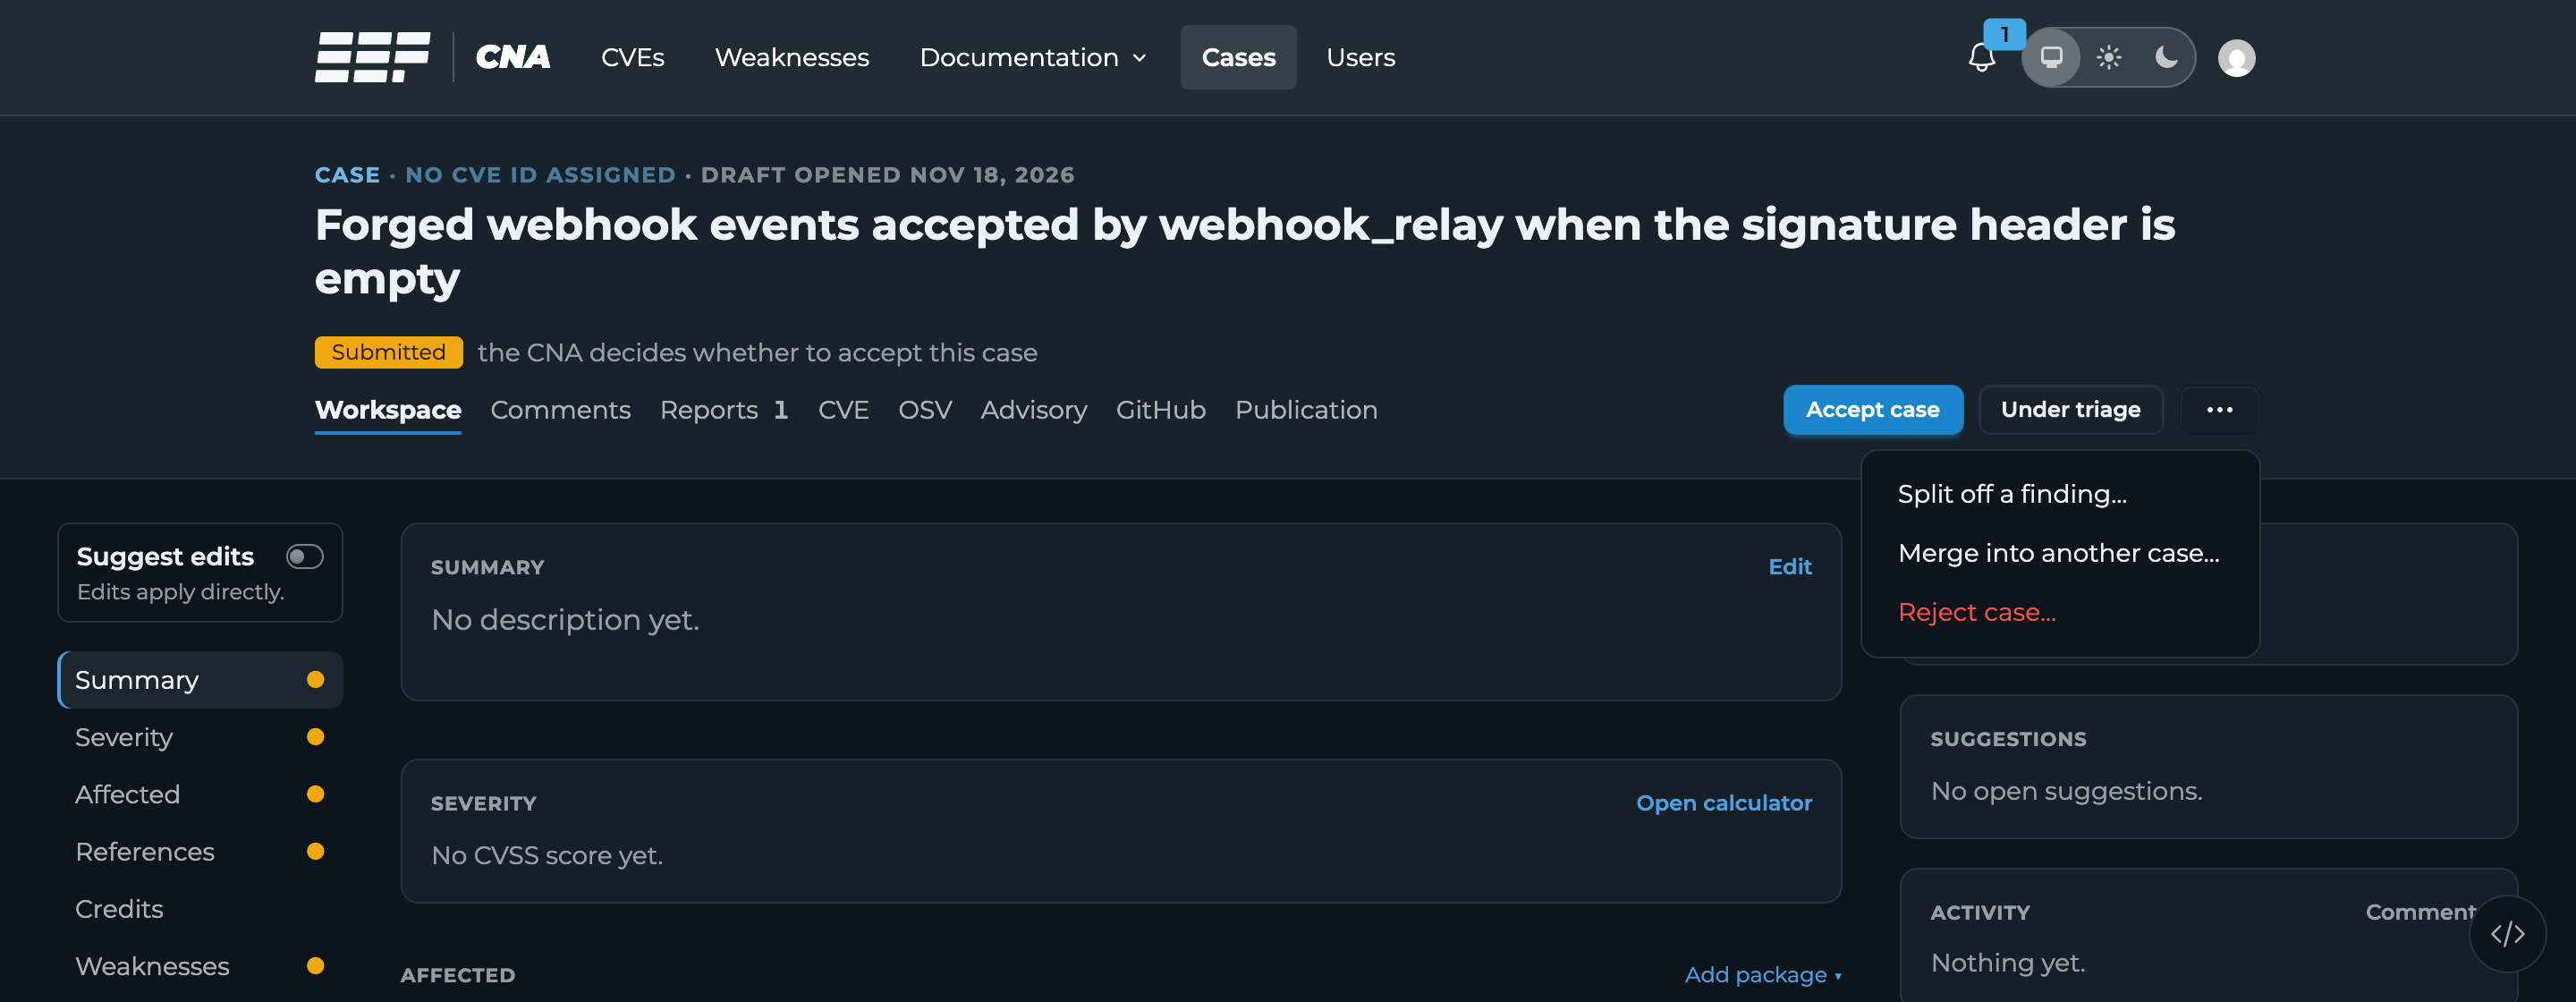 CNA
CVEs
Weaknesses
Documentation
Cases
Users
1
CASE · NO CVE ID ASSIGNED · DRAFT OPENED NOV 18, 2026
Forged webhook events accepted by webhook_relay when the signature header is
empty
Submitted the CNA decides whether to accept this case
Workspace
Comments
Reports 1
CVE
OSV
Advisory
GitHub
Publication
Accept case
Under triage
Split off a finding...
Merge into another case...
Reject case...
Suggest edits
Edits apply directly.
Summary
Severity
Affected
References
Credits
Weaknesses
SUMMARY
Edit
No description yet.
SEVERITY
Open calculator
No CVSS score yet.
AFFECTED
Add package
SUGGESTIONS
No open suggestions.
ACTIVITY
Comment
Nothing yet.